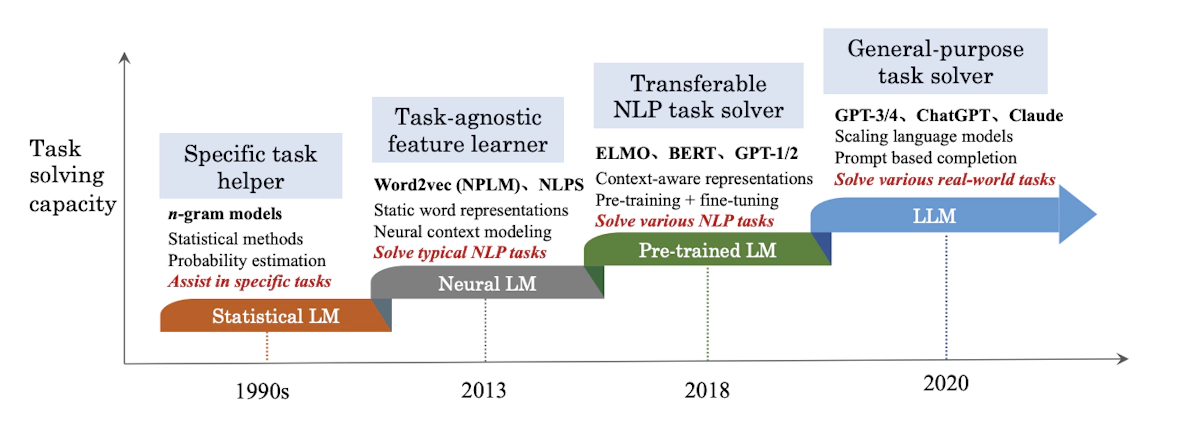 Task
solving
capacity
Specific task
helper
n-gram models
Statistical methods
Probability estimation
Assist in specific tasks
Statistical LM
1990s
Task-agnostic
feature learner
Word2vec (NPLM)、NLPS
Static word representations
Neural context modeling
Solve typical NLP tasks
Neural LM
2013
Transferable
NLP task solver
ELMO、BERT、GPT-1/2
Context-aware representations
Pre-training + fine-tuning
Solve various NLP tasks
Pre-trained LM
2018
General-purpose
task solver
GPT-3/4、ChatGPT、Claude
Scaling language models
Prompt based completion
Solve various real-world tasks
LLM
2020